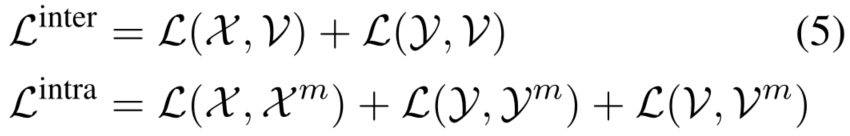 𝓛^inter = 𝓛(𝒳, 𝒱) + 𝓛(𝒴, 𝒱) (5)
𝓛^intra = 𝓛(𝒳, 𝒳^m) + 𝓛(𝒴, 𝒴^m) + 𝓛(𝒱, 𝒱^m)